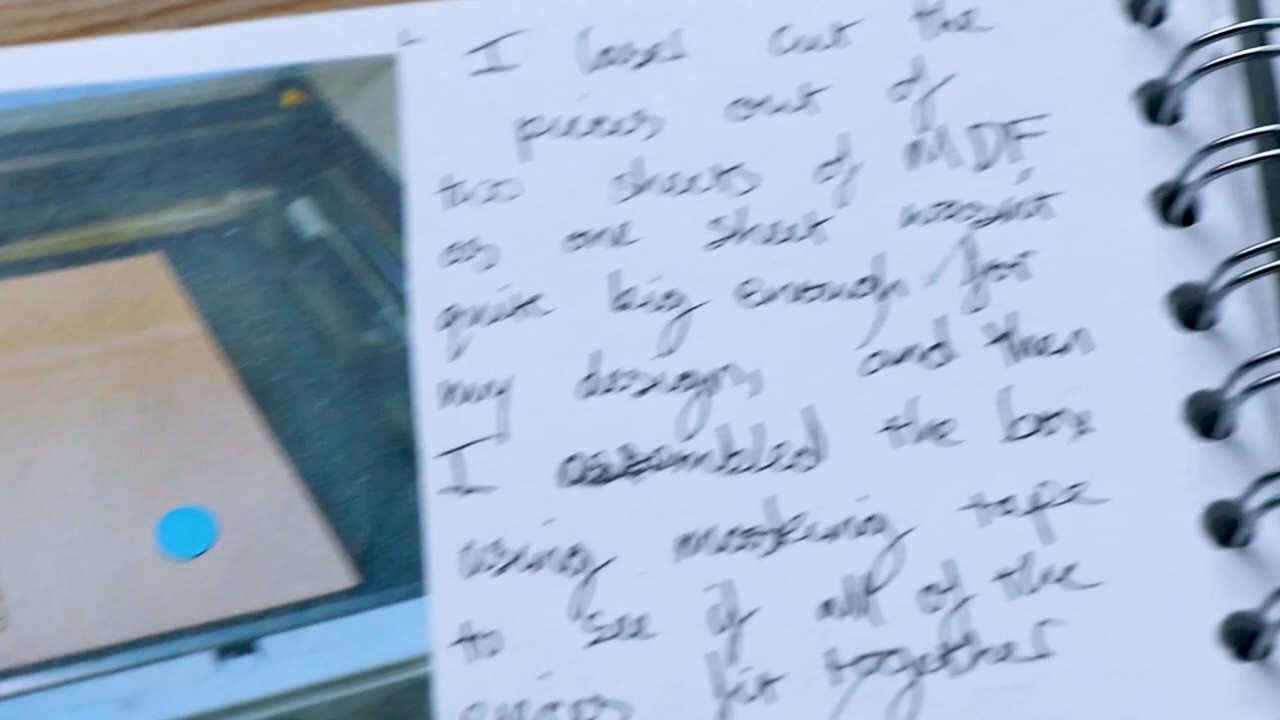 I laser cut the
pieces out of
two sheets of MDF,
as one sheet wasn't
quite big enough for
my design, and then
I assembled the box
using masking tape
to see if all of the
pieces fit together